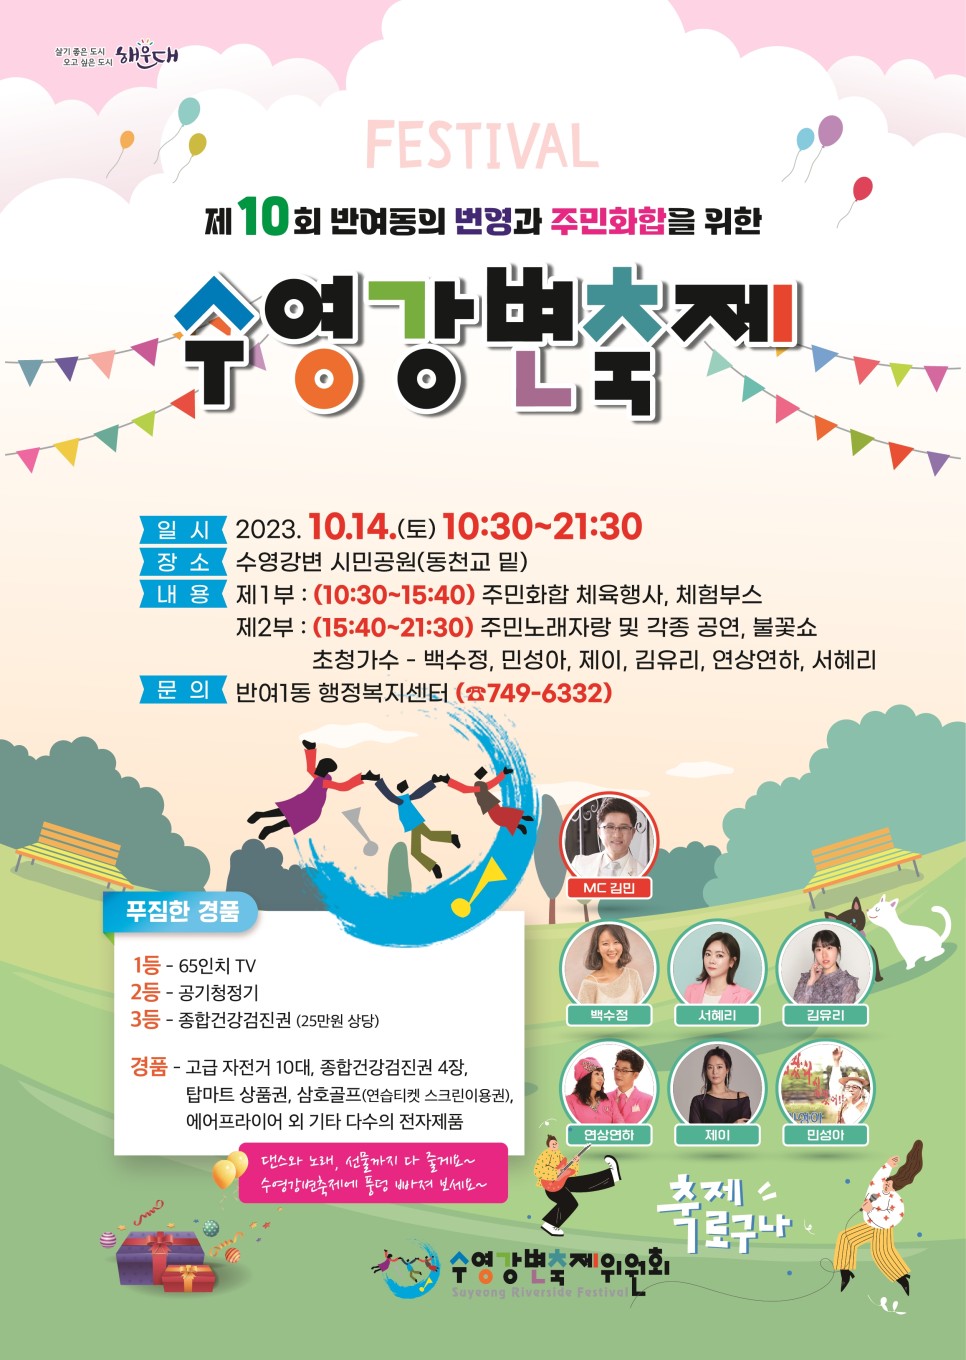 살기 좋은 도시
오고 싶은 도시 해운대
FESTIVAL
제10회 반여동의 번영과 주민화합을 위한
수영강변축제
일 시 2023. 10.14.(토) 10:30~21:30
장 소 수영강변 시민공원(동천교 밑)
내 용 제1부 : (10:30~15:40) 주민화합 체육행사, 체험부스
제2부 : (15:40~21:30) 주민노래자랑 및 각종 공연, 불꽃쇼
초청가수 - 백수정, 민성아, 제이, 김유리, 연상연하, 서혜리
문 의 반여1동 행정복지센터 (☎749-6332)
MC 김민
푸짐한 경품
1등 - 65인치 TV
2등 - 공기청정기
3등 - 종합건강검진권 (25만원 상당)
경품 - 고급 자전거 10대, 종합건강검진권 4장,
탑마트 상품권, 삼호골프(연습티켓 스크린이용권),
에어프라이어 외 기타 다수의 전자제품
백수정 서혜리 김유리
연상연하 제이 민성아
댄스와 노래, 선물까지 다 줄게요~
수영강변축제에 풍덩 빠져 보세요~
축제로구나
수영강변축제위원회
Suyeong Riverside Festival